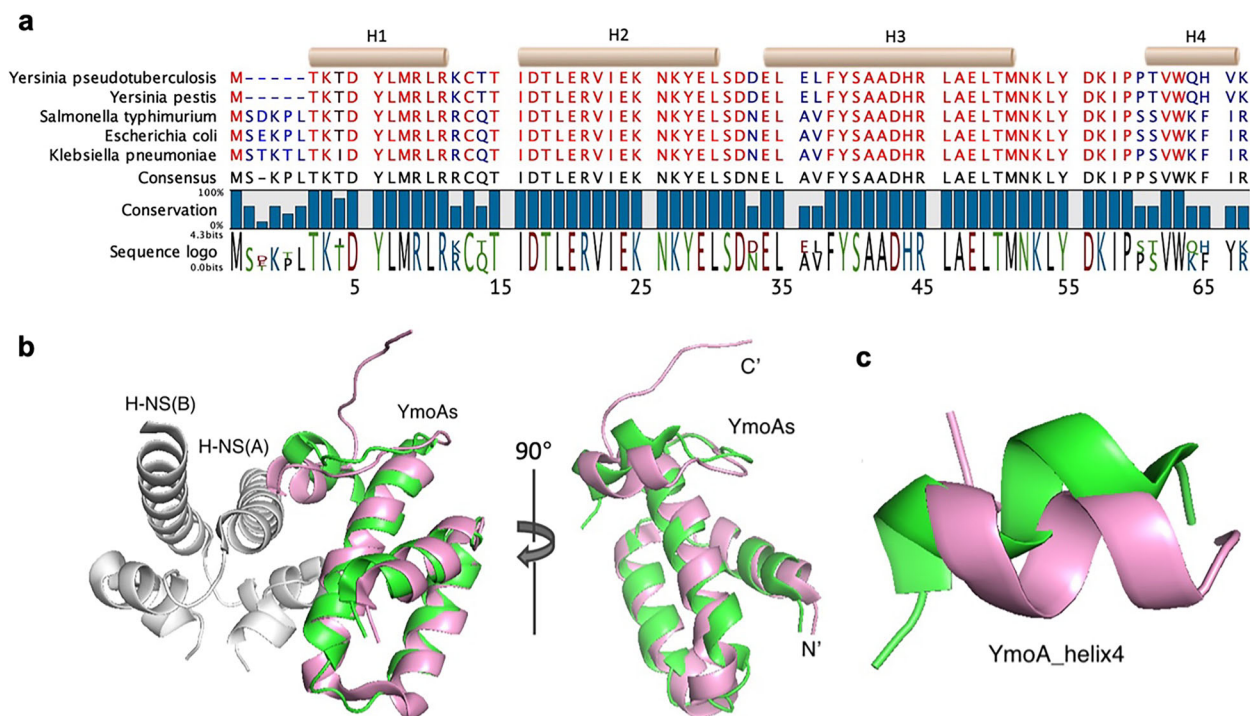 a
H1 H2 H3 H4
Yersinia pseudotuberculosis M-----TKTD YLMRLRKCTT IDTLERVIEK NKYELSDDEL ELFYSAADHR LAELTMNKLY DKIPPTVWQH VK
Yersinia pestis M-----TKTD YLMRLRKCTT IDTLERVIEK NKYELSDDEL ELFYSAADHR LAELTMNKLY DKIPPTVWQH VK
Salmonella typhimurium MSDKPLTKTD YLMRLRRCQT IDTLERVIEK NKYELSDNEL AVFYSAADHR LAELTMNKLY DKIPSSVWKF IR
Escherichia coli MSEKPLTKTD YLMRLRRCQT IDTLERVIEK NKYELSDNEL AVFYSAADHR LAELTMNKLY DKIPSSVWKF IR
Klebsiella pneumoniae MSTKTLTKID YLMRLRRCQT IDTLERVIEK NKYELSDNEL AVFYSAADHR LAELTMNKLY DKIPPSVWKF IR
Consensus MS-KPLTKTD YLMRLRRCQT IDTLERVIEK NKYELSDNEL AVFYSAADHR LAELTMNKLY DKIPPSVWKF IR
100%
Conservation
0%
4.3bits
Sequence logo
0.0bits
5 15 25 35 45 55 65
b
H-NS(B)
H-NS(A)
YmoAs
90°
C'
YmoAs
N'
c
YmoA_helix4